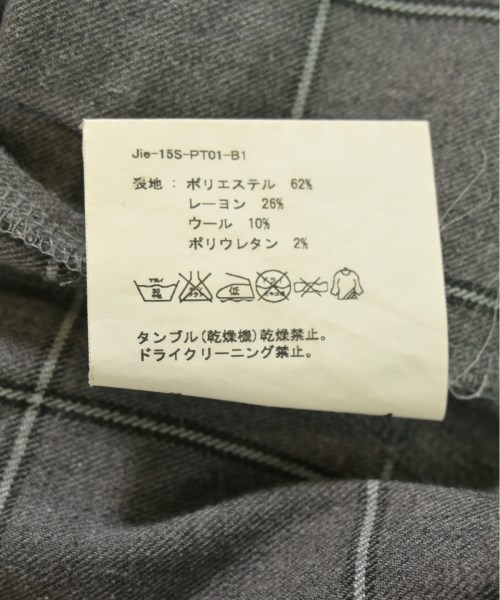 Jie-15S-PT01-B1
表地：ポリエステル 62%
レーヨン 26%
ウール 10%
ポリウレタン 2%
低
タンブル(乾燥機)乾燥禁止。
ドライクリーニング禁止。